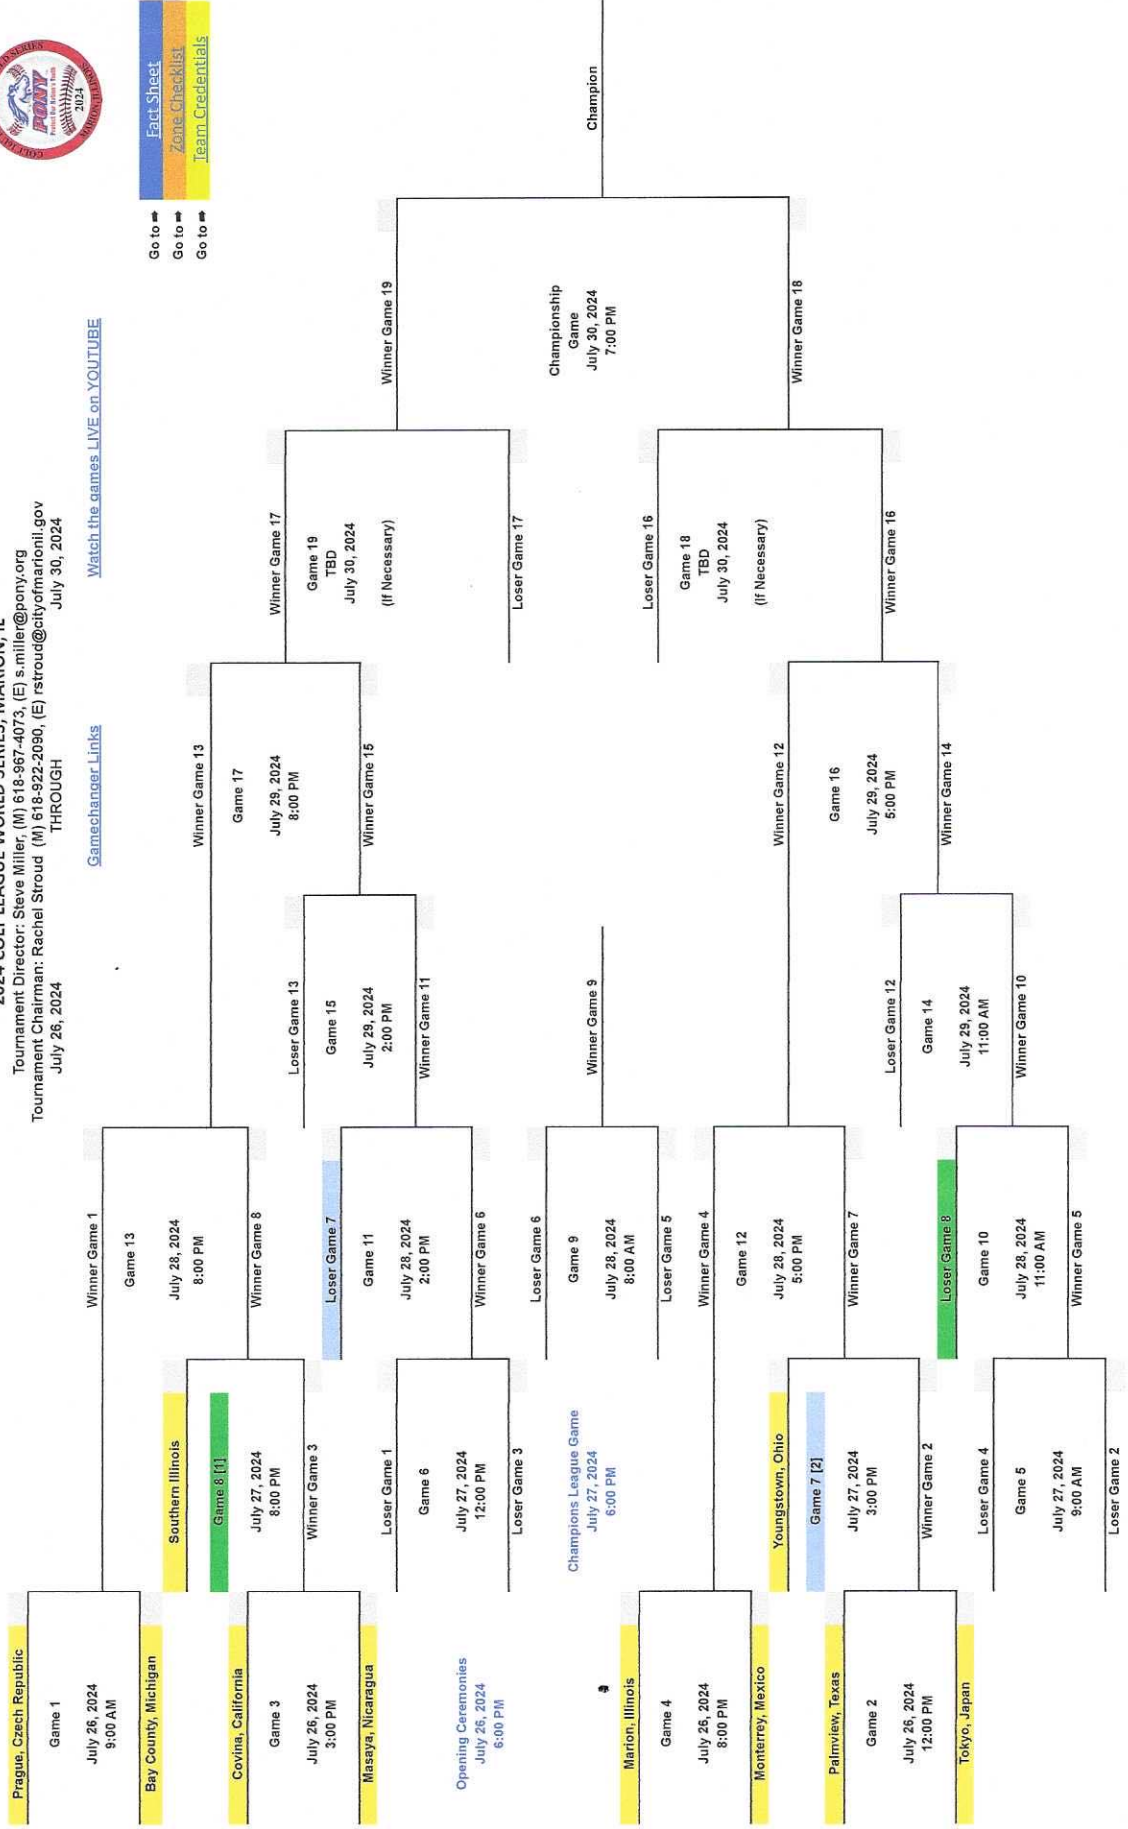 2024 COLT LEAGUE WORLD SERIES, MARION, IL
Tournament Director: Steve Miller, (M) 618-967-4073, (E) s.miller@pony.org
Tournament Chairman: Rachel Stroud (M) 618-922-2090, (E) rstroud@cityofmarionil.gov
July 26, 2024 THROUGH July 30, 2024
Gamechanger Links
Watch the games LIVE on YOUTUBE
PONY
2024
Go to ➡ Fact Sheet
Go to ➡ Zone Checklist
Go to ➡ Team Credentials
Prague, Czech Republic
Game 1
July 26, 2024
9:00 AM
Bay County, Michigan
Covina, California
Game 3
July 26, 2024
3:00 PM
Masaya, Nicaragua
Opening Ceremonies
July 26, 2024
6:00 PM
Marion, Illinois
Game 4
July 26, 2024
8:00 PM
Monterrey, Mexico
Palmview, Texas
Game 2
July 26, 2024
12:00 PM
Tokyo, Japan
Southern Illinois
Game 8 [1]
July 27, 2024
8:00 PM
Winner Game 3
Loser Game 1
Game 6
July 27, 2024
12:00 PM
Loser Game 3
Champions League Game
July 27, 2024
6:00 PM
Youngstown, Ohio
Game 7 [2]
July 27, 2024
3:00 PM
Winner Game 2
Loser Game 4
Game 5
July 27, 2024
9:00 AM
Loser Game 2
Winner Game 1
Game 13
July 28, 2024
8:00 PM
Winner Game 8
Loser Game 7
Game 11
July 28, 2024
2:00 PM
Winner Game 6
Loser Game 6
Game 9
July 28, 2024
8:00 AM
Loser Game 5
Winner Game 4
Game 12
July 28, 2024
5:00 PM
Winner Game 7
Loser Game 8
Game 10
July 28, 2024
11:00 AM
Winner Game 5
Loser Game 13
Game 15
July 29, 2024
2:00 PM
Winner Game 11
Winner Game 9
Loser Game 12
Game 14
July 29, 2024
11:00 AM
Winner Game 10
Winner Game 13
Game 17
July 29, 2024
8:00 PM
Winner Game 15
Winner Game 12
Game 16
July 29, 2024
5:00 PM
Winner Game 14
Winner Game 17
Game 19
TBD
July 30, 2024
(If Necessary)
Loser Game 17
Loser Game 16
Game 18
TBD
July 30, 2024
(If Necessary)
Winner Game 16
Winner Game 19
Championship
Game
July 30, 2024
7:00 PM
Winner Game 18
Champion